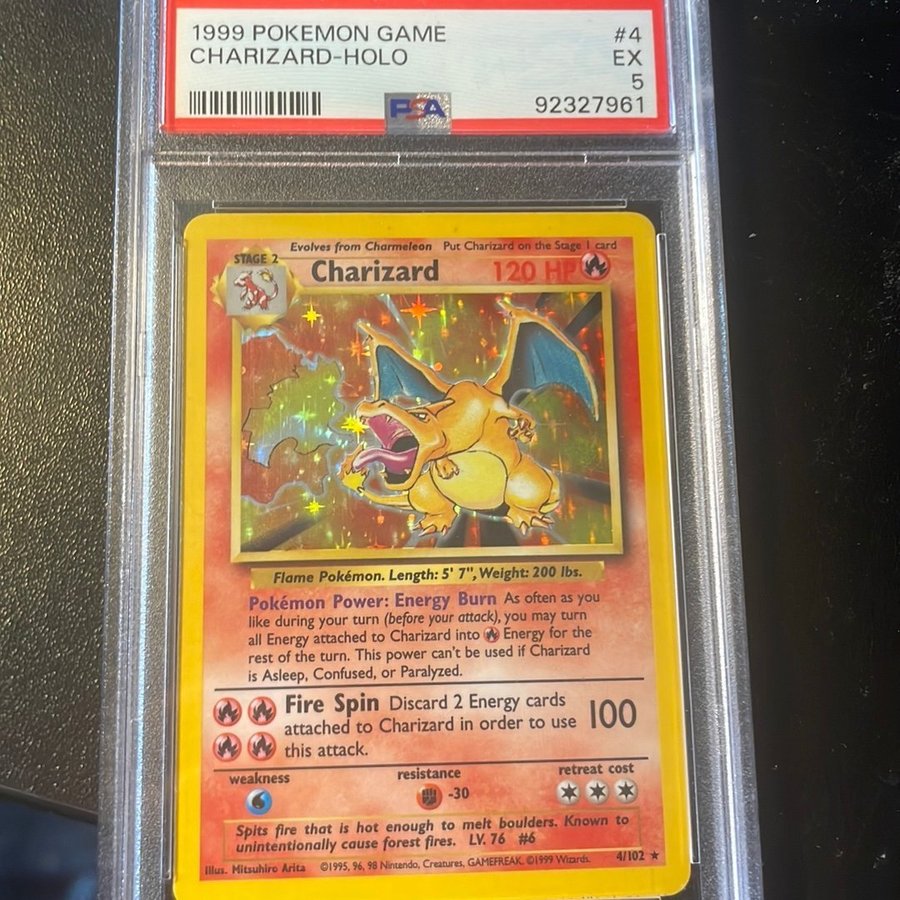 1999 POKEMON GAME #4
CHARIZARD-HOLO EX
5
PSA 92327961
Evolves from Charmeleon Put Charizard on the Stage 1 card
STAGE 2
Charizard 120 HP
Flame Pokémon. Length: 5' 7", Weight: 200 lbs.
Pokémon Power: Energy Burn As often as you
like during your turn (before your attack), you may turn
all Energy attached to Charizard into Energy for the
rest of the turn. This power can't be used if Charizard
is Asleep, Confused, or Paralyzed.
Fire Spin Discard 2 Energy cards
attached to Charizard in order to use 100
this attack.
weakness resistance retreat cost
-30
Spits fire that is hot enough to melt boulders. Known to
unintentionally cause forest fires. LV. 76 #6
Illus. Mitsuhiro Arita ©1995, 96, 98 Nintendo, Creatures, GAMEFREAK. ©1999 Wizards. 4/102 ★